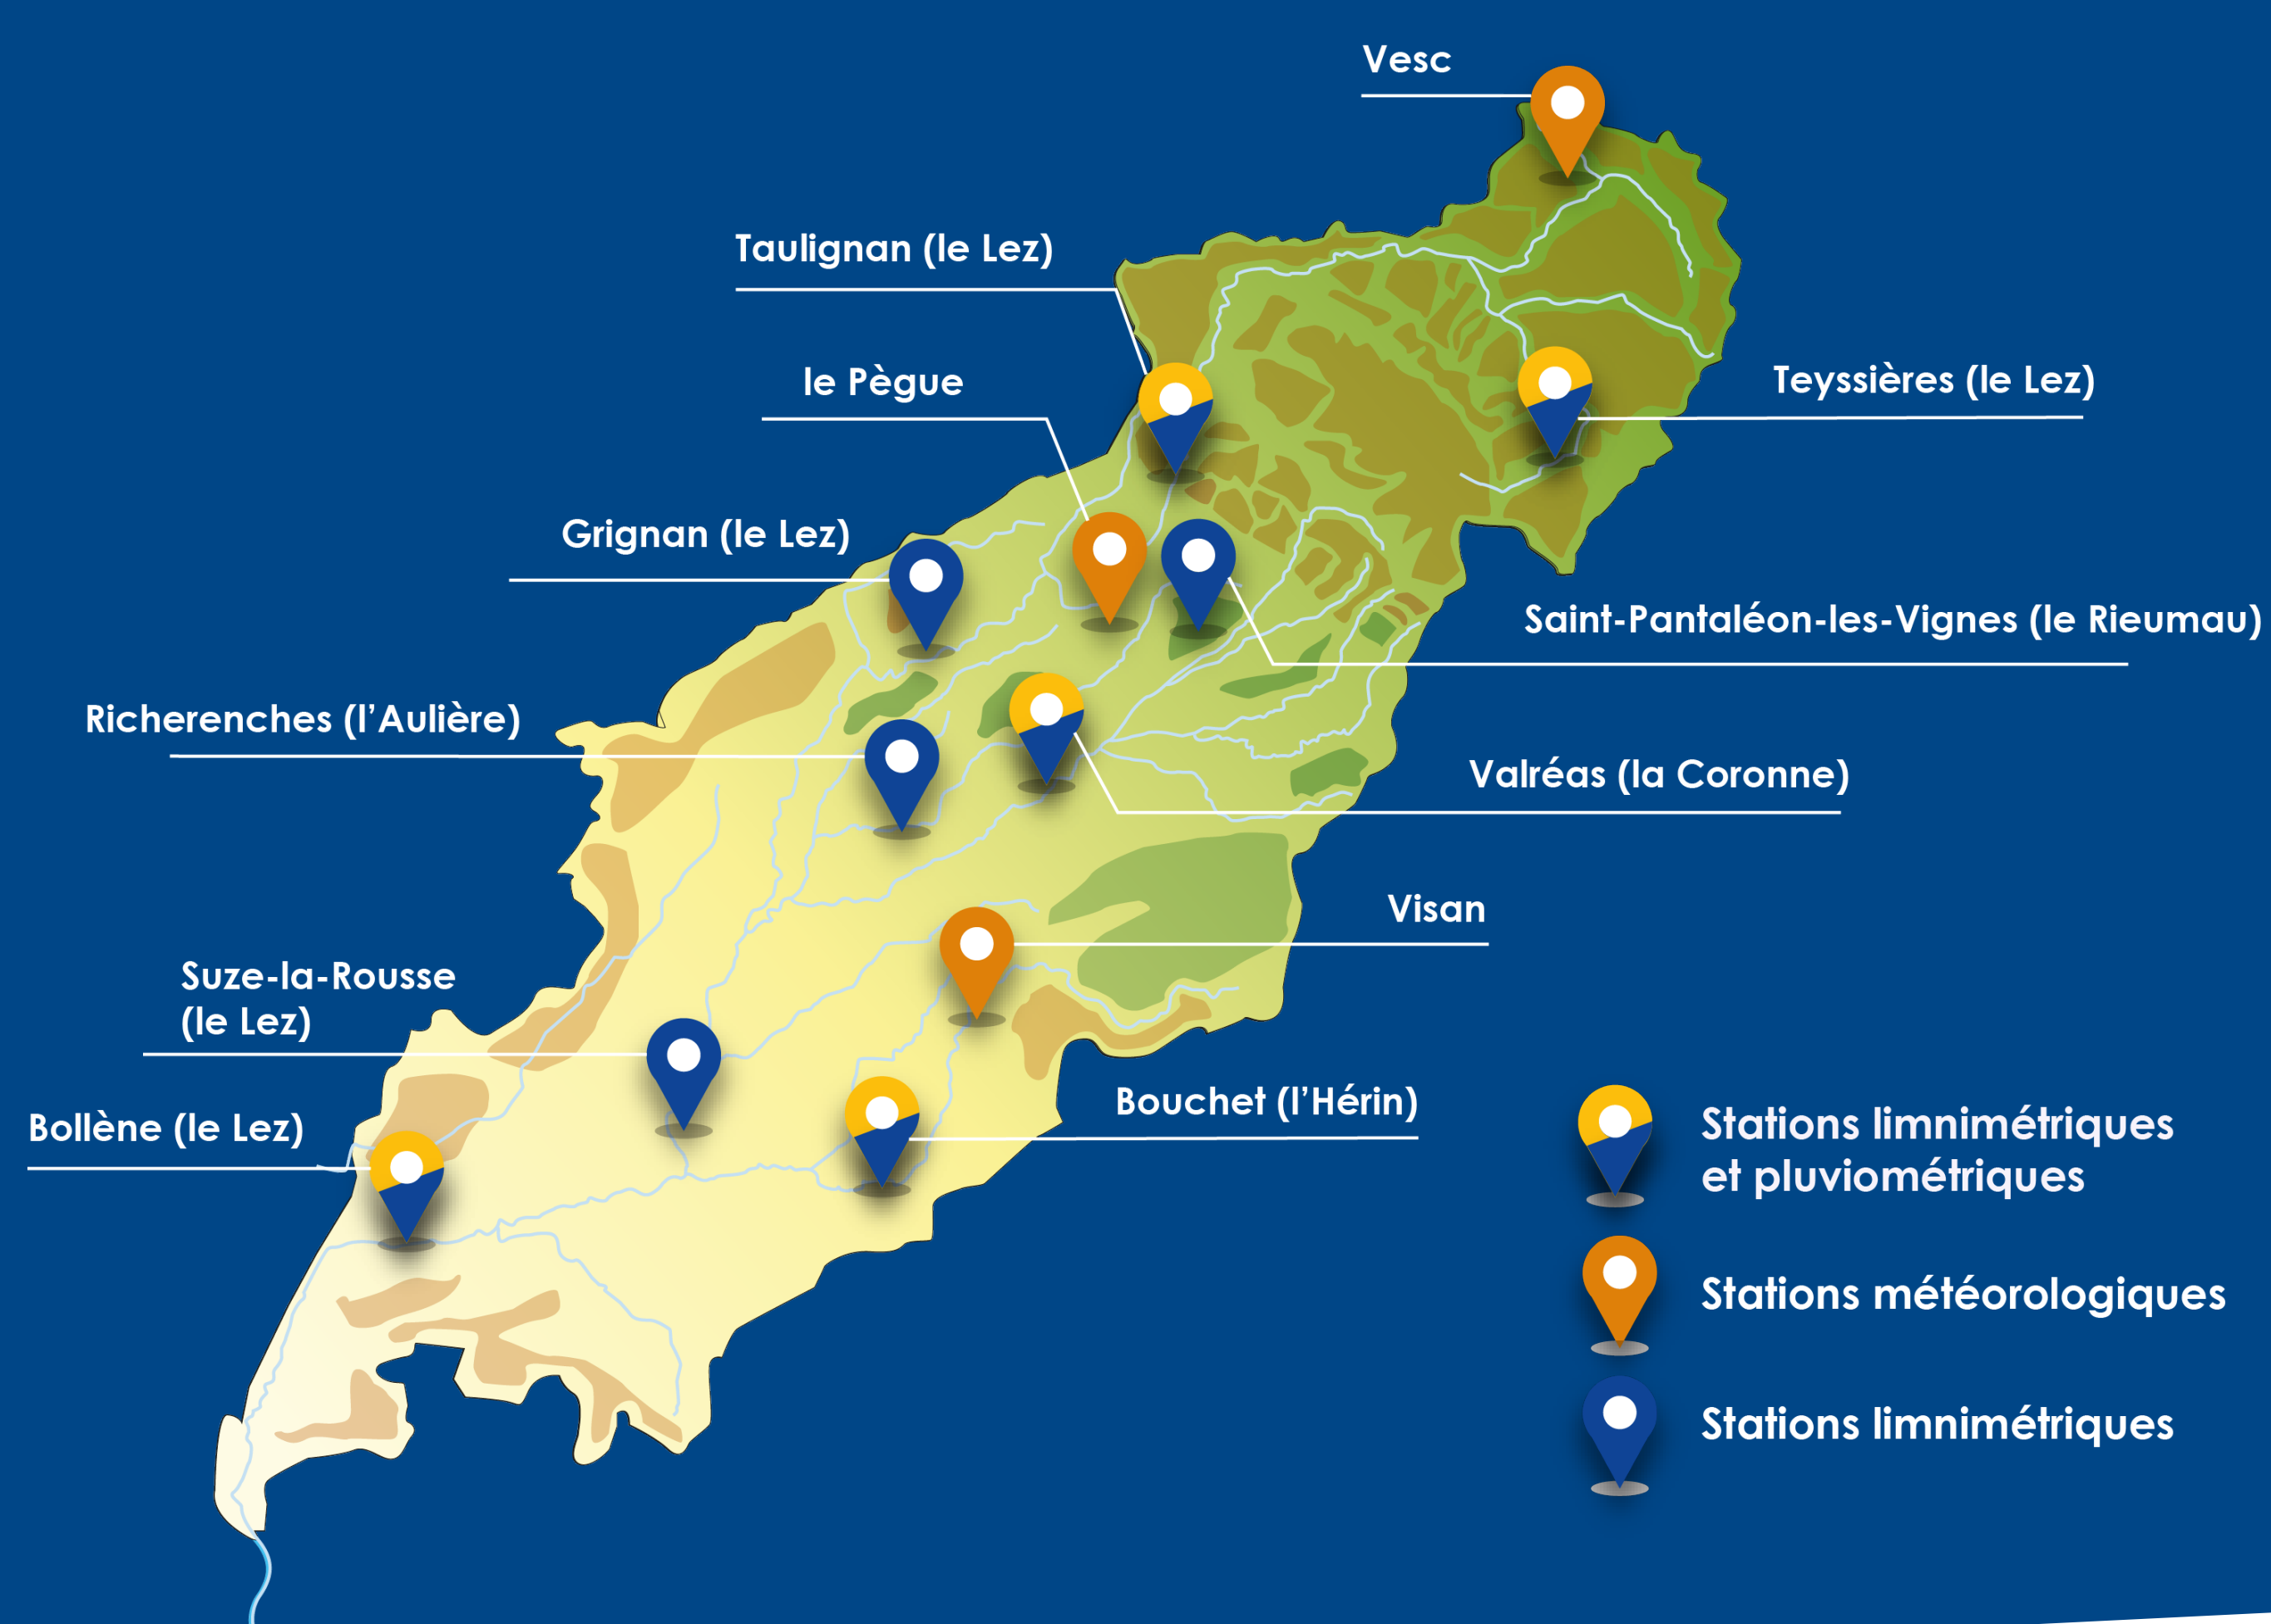 Vesc
Taulignan (le Lez)
le Pègue
Teyssières (le Lez)
Grignan (le Lez)
Saint-Pantaléon-les-Vignes (le Rieumau)
Richerenches (l’Aulière)
Valréas (la Coronne)
Visan
Suze-la-Rousse
(le Lez)
Bouchet (l’Hérin)
Bollène (le Lez)
Stations limnimétriques
et pluviométriques
Stations météorologiques
Stations limnimétriques